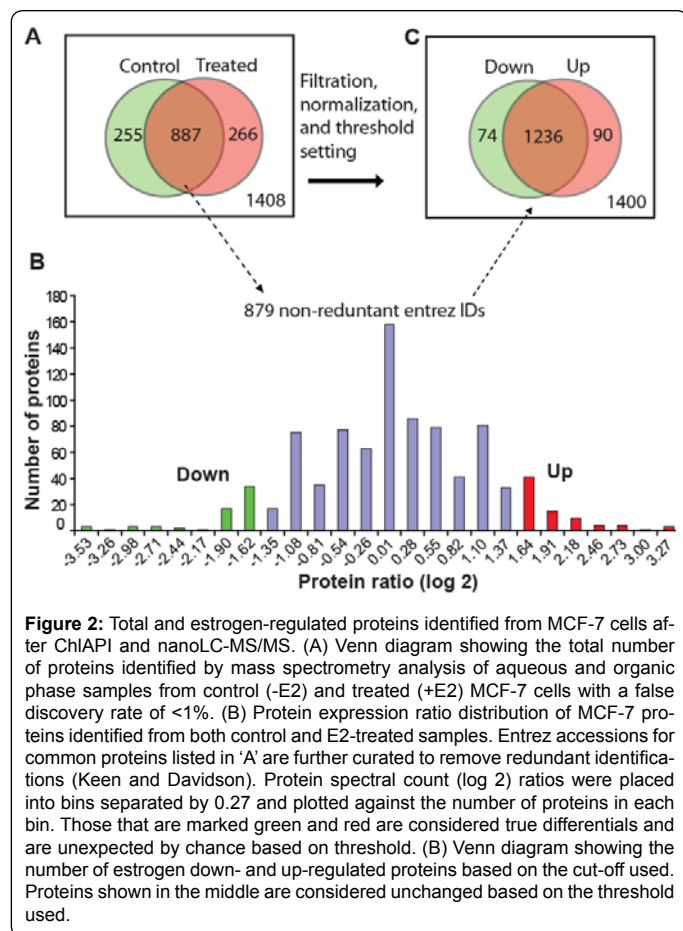 A
C
Control Treated
255 887 266
1408
Filtration,
normalization,
and threshold
setting
Down Up
74 1236 90
1400
B
879 non-reduntant entrez IDs
Number of proteins
180
160
140
120
100
80
60
40
20
0
Down
Up
-3.53 -3.26 -2.98 -2.71 -2.44 -2.17 -1.90 -1.62 -1.35 -1.08 -0.81 -0.54 -0.26 0.01 0.28 0.55 0.82 1.10 1.37 1.64 1.91 2.18 2.46 2.73 3.00 3.27
Protein ratio (log 2)
Figure 2: Total and estrogen-regulated proteins identified from MCF-7 cells af-
ter ChIAPI and nanoLC-MS/MS. (A) Venn diagram showing the total number
of proteins identified by mass spectrometry analysis of aqueous and organic
phase samples from control (-E2) and treated (+E2) MCF-7 cells with a false
discovery rate of <1%. (B) Protein expression ratio distribution of MCF-7 pro-
teins identified from both control and E2-treated samples. Entrez accessions for
common proteins listed in ‘A’ are further curated to remove redundant identifica-
tions (Keen and Davidson). Protein spectral count (log 2) ratios were placed
into bins separated by 0.27 and plotted against the number of proteins in each
bin. Those that are marked green and red are considered true differentials and
are unexpected by chance based on threshold. (B) Venn diagram showing the
number of estrogen down- and up-regulated proteins based on the cut-off used.
Proteins shown in the middle are considered unchanged based on the threshold
used.